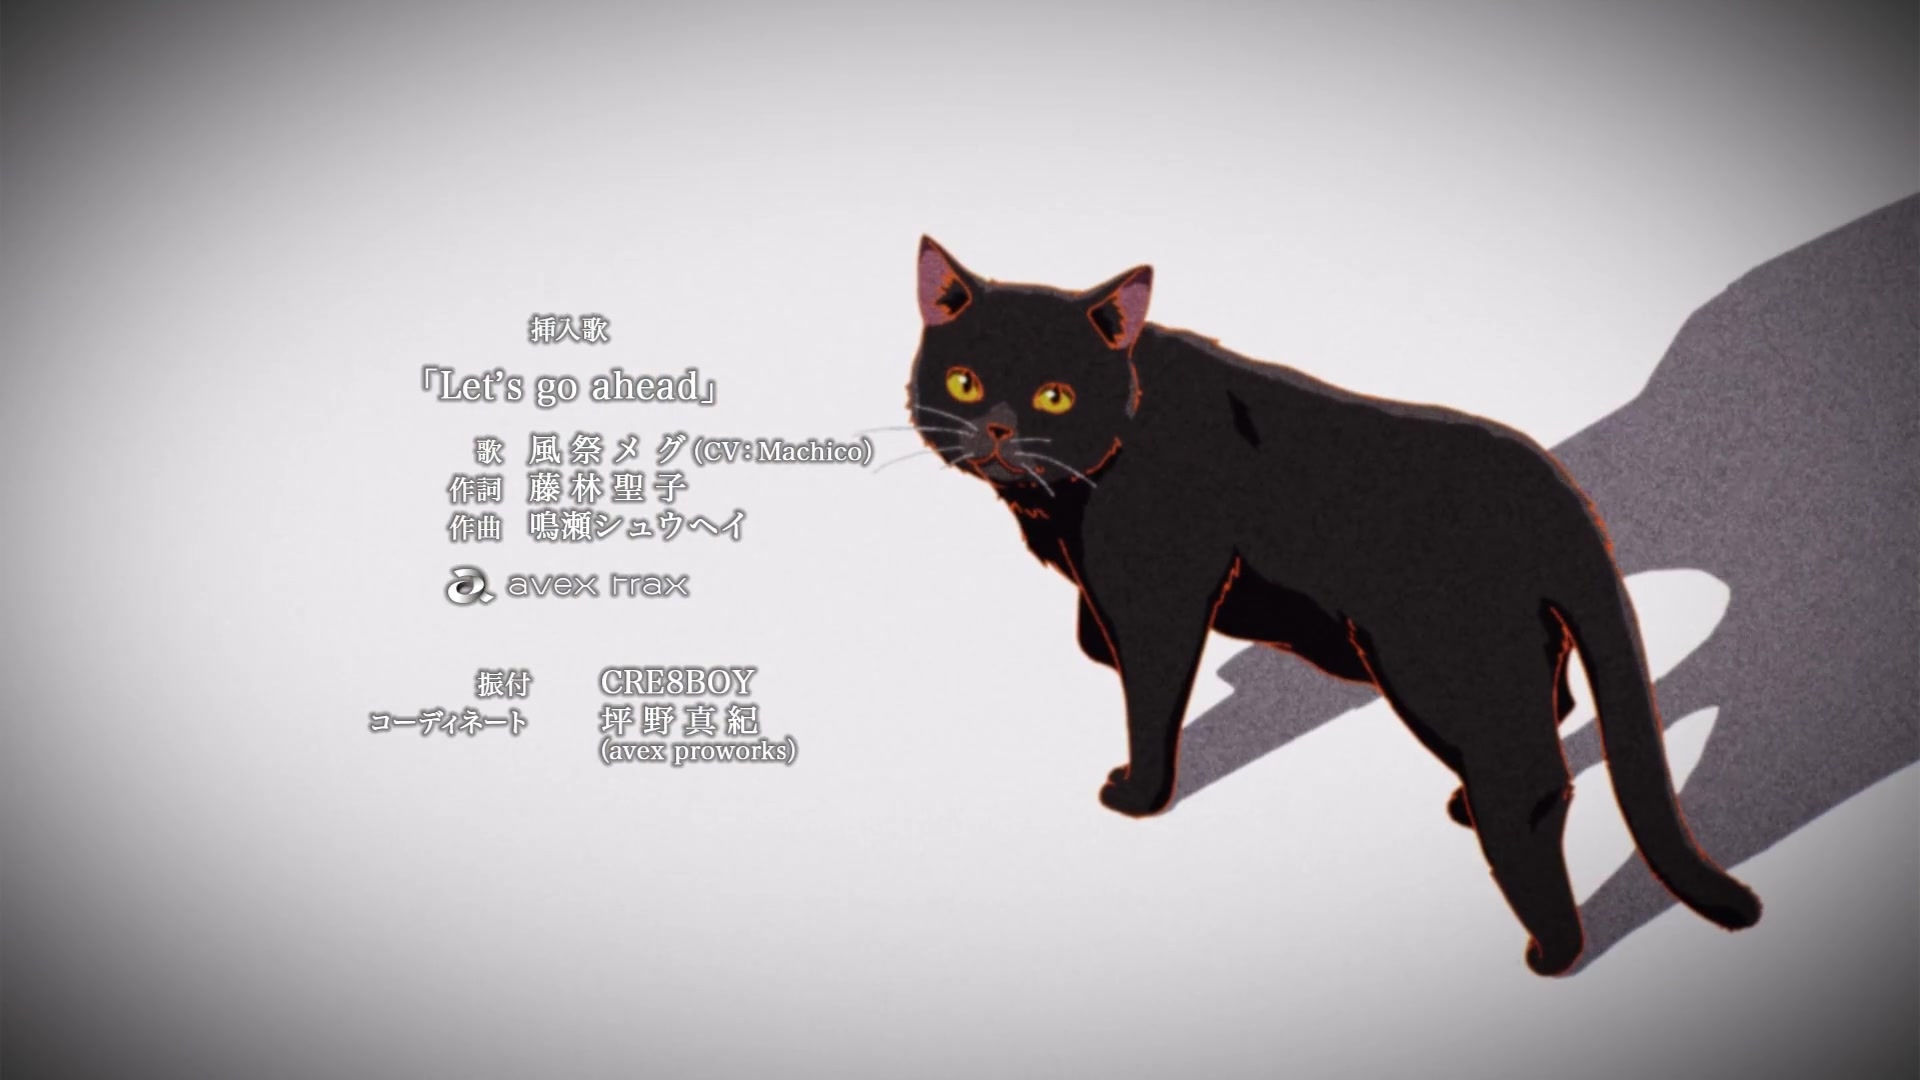 挿入歌
「Let's go ahead」
歌 風祭メグ(CV:Machico)
作詞 藤林聖子
作曲 鳴瀬シュウヘイ
avex trax
振付 CRE8BOY
コーディネート 坪野真紀
(avex proworks)